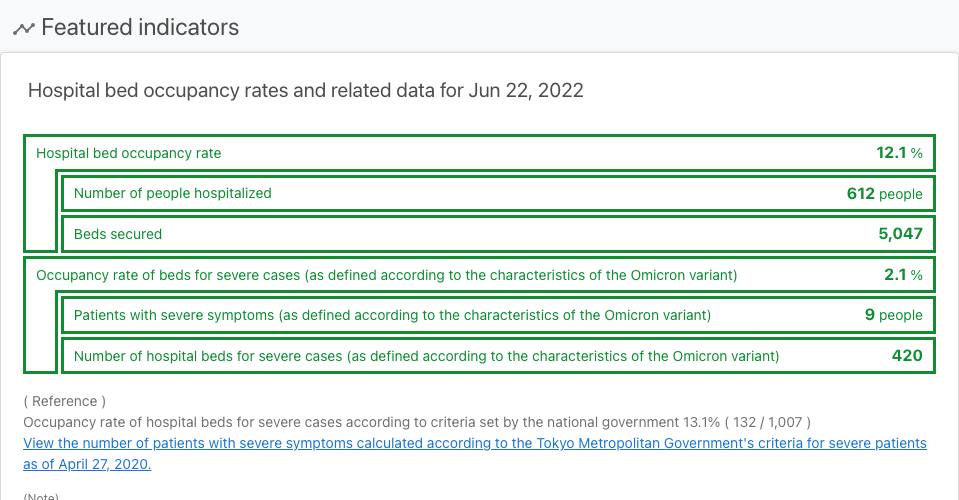 Featured indicators
Hospital bed occupancy rates and related data for Jun 22, 2022
Hospital bed occupancy rate 12.1 %
Number of people hospitalized 612 people
Beds secured 5,047
Occupancy rate of beds for severe cases (as defined according to the characteristics of the Omicron variant) 2.1 %
Patients with severe symptoms (as defined according to the characteristics of the Omicron variant) 9 people
Number of hospital beds for severe cases (as defined according to the characteristics of the Omicron variant) 420
( Reference )
Occupancy rate of hospital beds for severe cases according to criteria set by the national government 13.1% ( 132 / 1,007 )
View the number of patients with severe symptoms calculated according to the Tokyo Metropolitan Government's criteria for severe patients
as of April 27, 2020.
(Note)